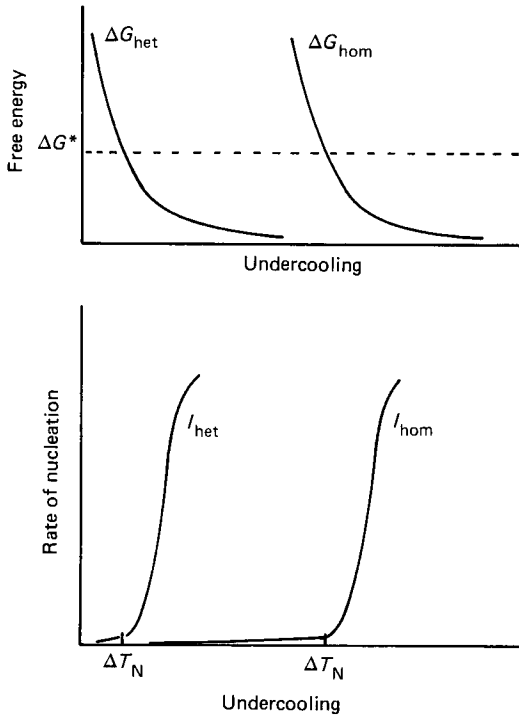 ΔG_het
ΔG_hom
Free energy
ΔG*
Undercooling
Rate of nucleation
I_het
I_hom
ΔT_N
ΔT_N
Undercooling